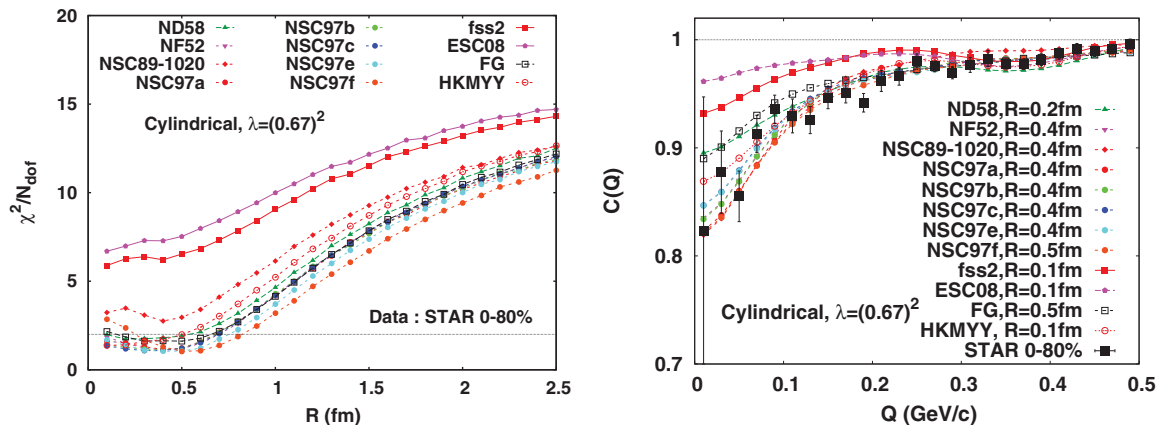 20
15
10
5
0
χ²/N_dof
ND58
NF52
NSC89-1020
NSC97a
NSC97b
NSC97c
NSC97e
NSC97f
fss2
ESC08
FG
HKMYY
Cylindrical, λ=(0.67)²
Data : STAR 0-80%
0 0.5 1 1.5 2 2.5
R (fm)
1
0.9
0.8
0.7
C(Q)
ND58,R=0.2fm
NF52,R=0.4fm
NSC89-1020,R=0.4fm
NSC97a,R=0.4fm
NSC97b,R=0.4fm
NSC97c,R=0.4fm
NSC97e,R=0.4fm
NSC97f,R=0.5fm
fss2,R=0.1fm
ESC08,R=0.1fm
FG,R=0.5fm
HKMYY, R=0.1fm
STAR 0-80%
Cylindrical, λ=(0.67)²
0 0.1 0.2 0.3 0.4 0.5
Q (GeV/c)